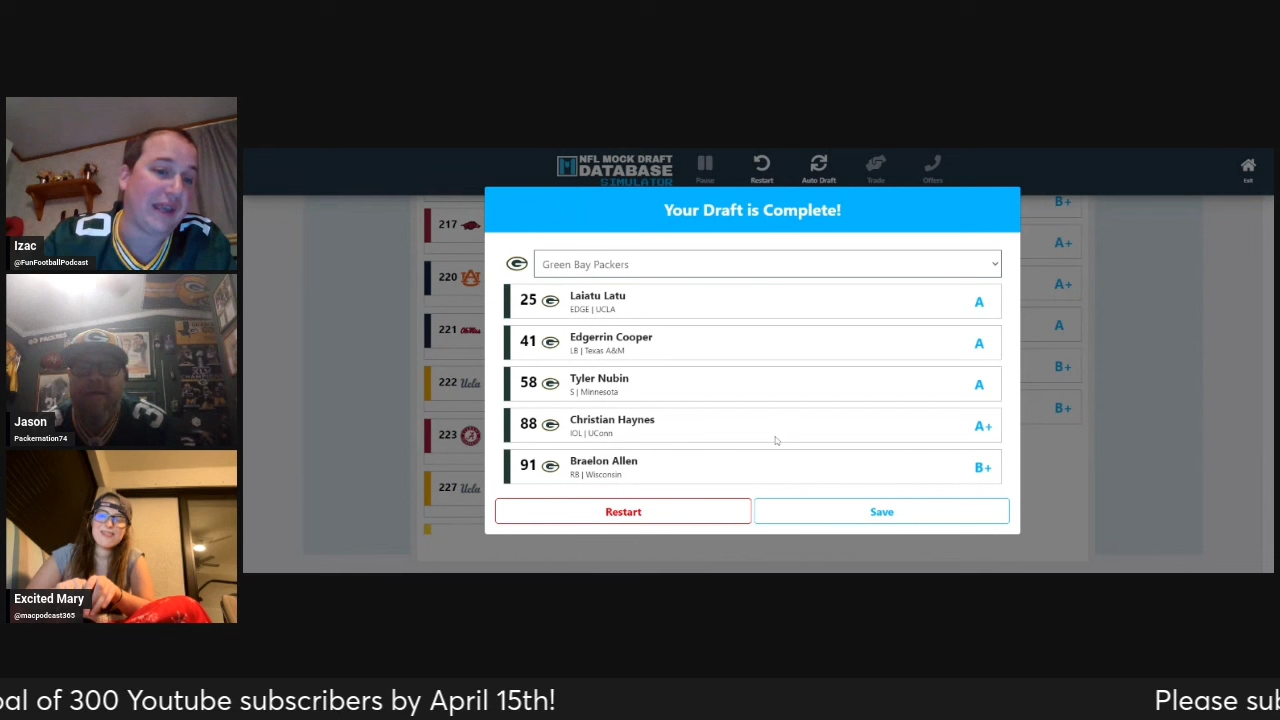 Izac
@FunFootballPodcast
Jason
Packernation74
Excited Mary
@macpodcast365
NFL MOCK DRAFT
DATABASE
SIMULATOR
Pause
Restart
Auto Draft
Trade
Offers
Exit
217
220
221
222 Ucla
223
227 Ucla
Your Draft is Complete!
Green Bay Packers
25 Laiatu Latu A
EDGE | UCLA
41 Edgerrin Cooper A
LB | Texas A&M
58 Tyler Nubin A
S | Minnesota
88 Christian Haynes A+
IOL | UConn
91 Braelon Allen B+
RB | Wisconsin
Restart
Save
B+
A+
A+
A
B+
B+
oal of 300 Youtube subscribers by April 15th!
Please sub